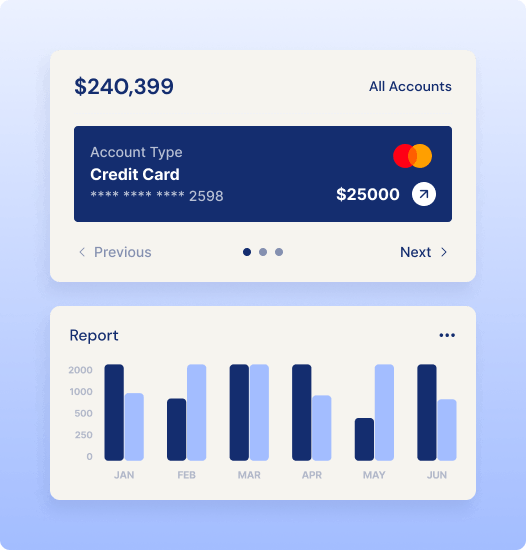 $240,399
All Accounts
Account Type
Credit Card
**** **** **** 2598
$25000
Previous
Next
Report
2000
1000
500
250
0
JAN FEB MAR APR MAY JUN